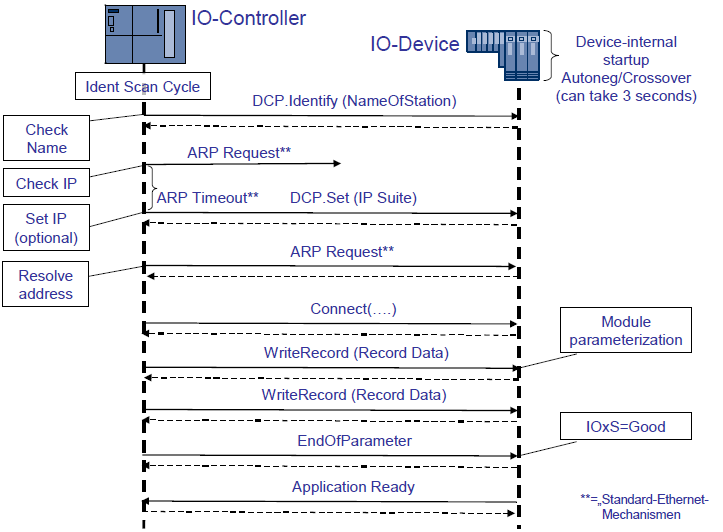 IO-Controller
IO-Device
Device-internal
startup
Autoneg/Crossover
(can take 3 seconds)
Ident Scan Cycle
DCP.Identify (NameOfStation)
Check
Name
ARP Request**
Check IP
ARP Timeout**
DCP.Set (IP Suite)
Set IP
(optional)
ARP Request**
Resolve
address
Connect(....)
Module
parameterization
WriteRecord (Record Data)
WriteRecord (Record Data)
IOxS=Good
EndOfParameter
Application Ready
**=„Standard-Ethernet-
Mechanismen